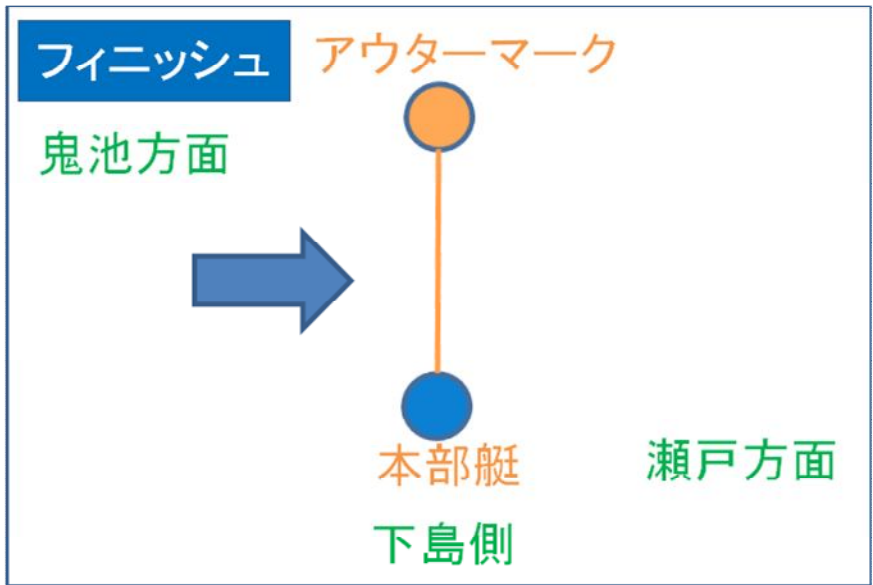 フィニッシュ
アウターマーク
鬼池方面
本部艇
瀬戸方面
下島側